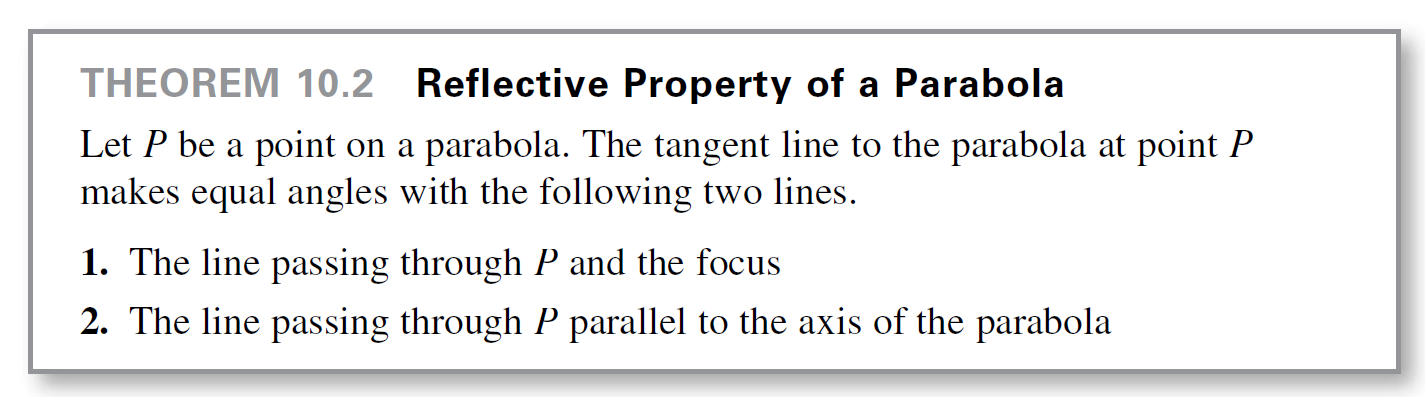 THEOREM 10.2 Reflective Property of a Parabola
Let P be a point on a parabola. The tangent line to the parabola at point P
makes equal angles with the following two lines.
1. The line passing through P and the focus
2. The line passing through P parallel to the axis of the parabola